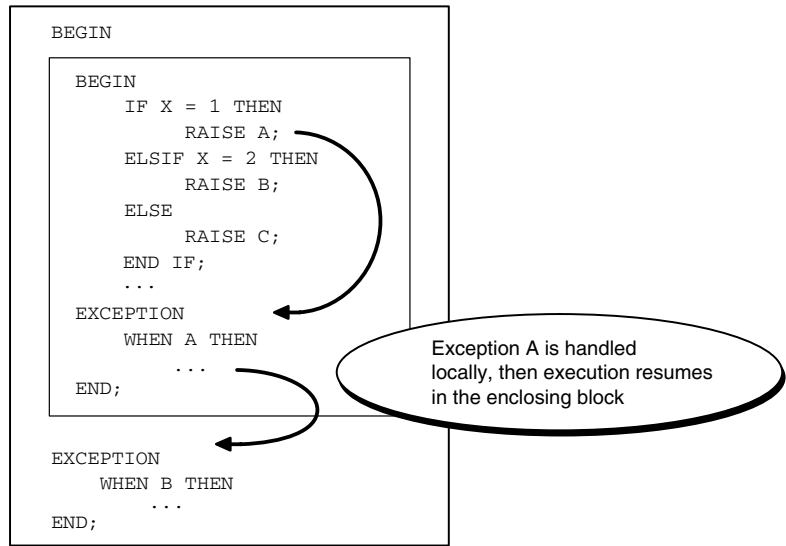 BEGIN
BEGIN
IF X = 1 THEN
RAISE A;
ELSIF X = 2 THEN
RAISE B;
ELSE
RAISE C;
END IF;
...
EXCEPTION
WHEN A THEN
...
END;
EXCEPTION
WHEN B THEN
...
END;
Exception A is handled
locally, then execution resumes
in the enclosing block